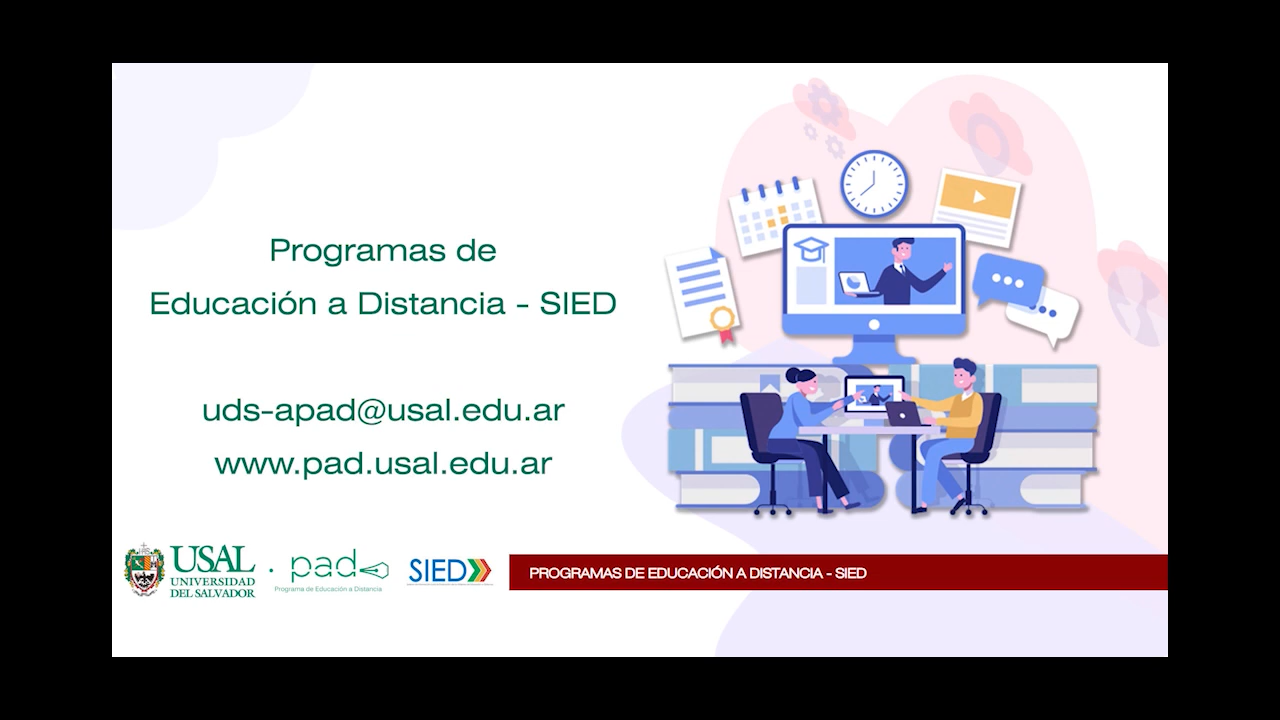 Programas de
Educación a Distancia - SIED
uds-apad@usal.edu.ar
www.pad.usal.edu.ar
USAL
UNIVERSIDAD
DEL SALVADOR
pad
Programa de Educación a Distancia
SIED
PROGRAMAS DE EDUCACIÓN A DISTANCIA - SIED